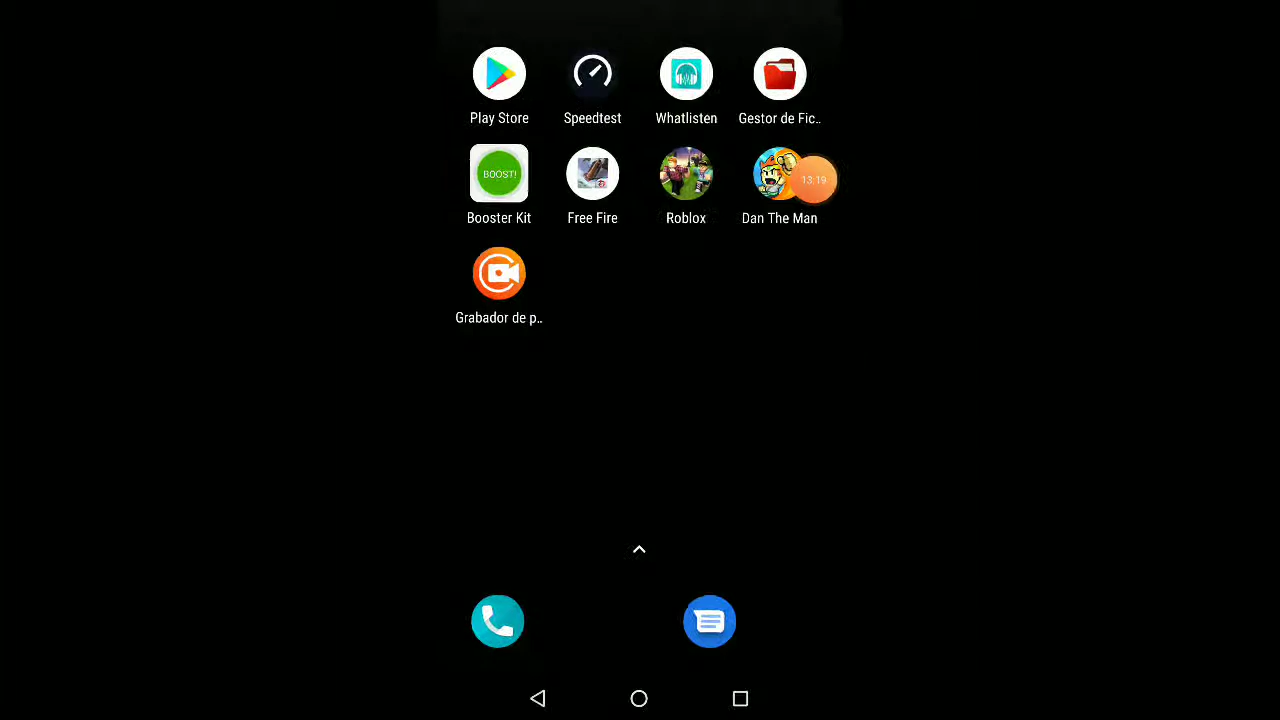 Play Store
Speedtest
Whatlisten
Gestor de Fic..
BOOST!
13:19
Booster Kit
Free Fire
Roblox
Dan The Man
Grabador de p..